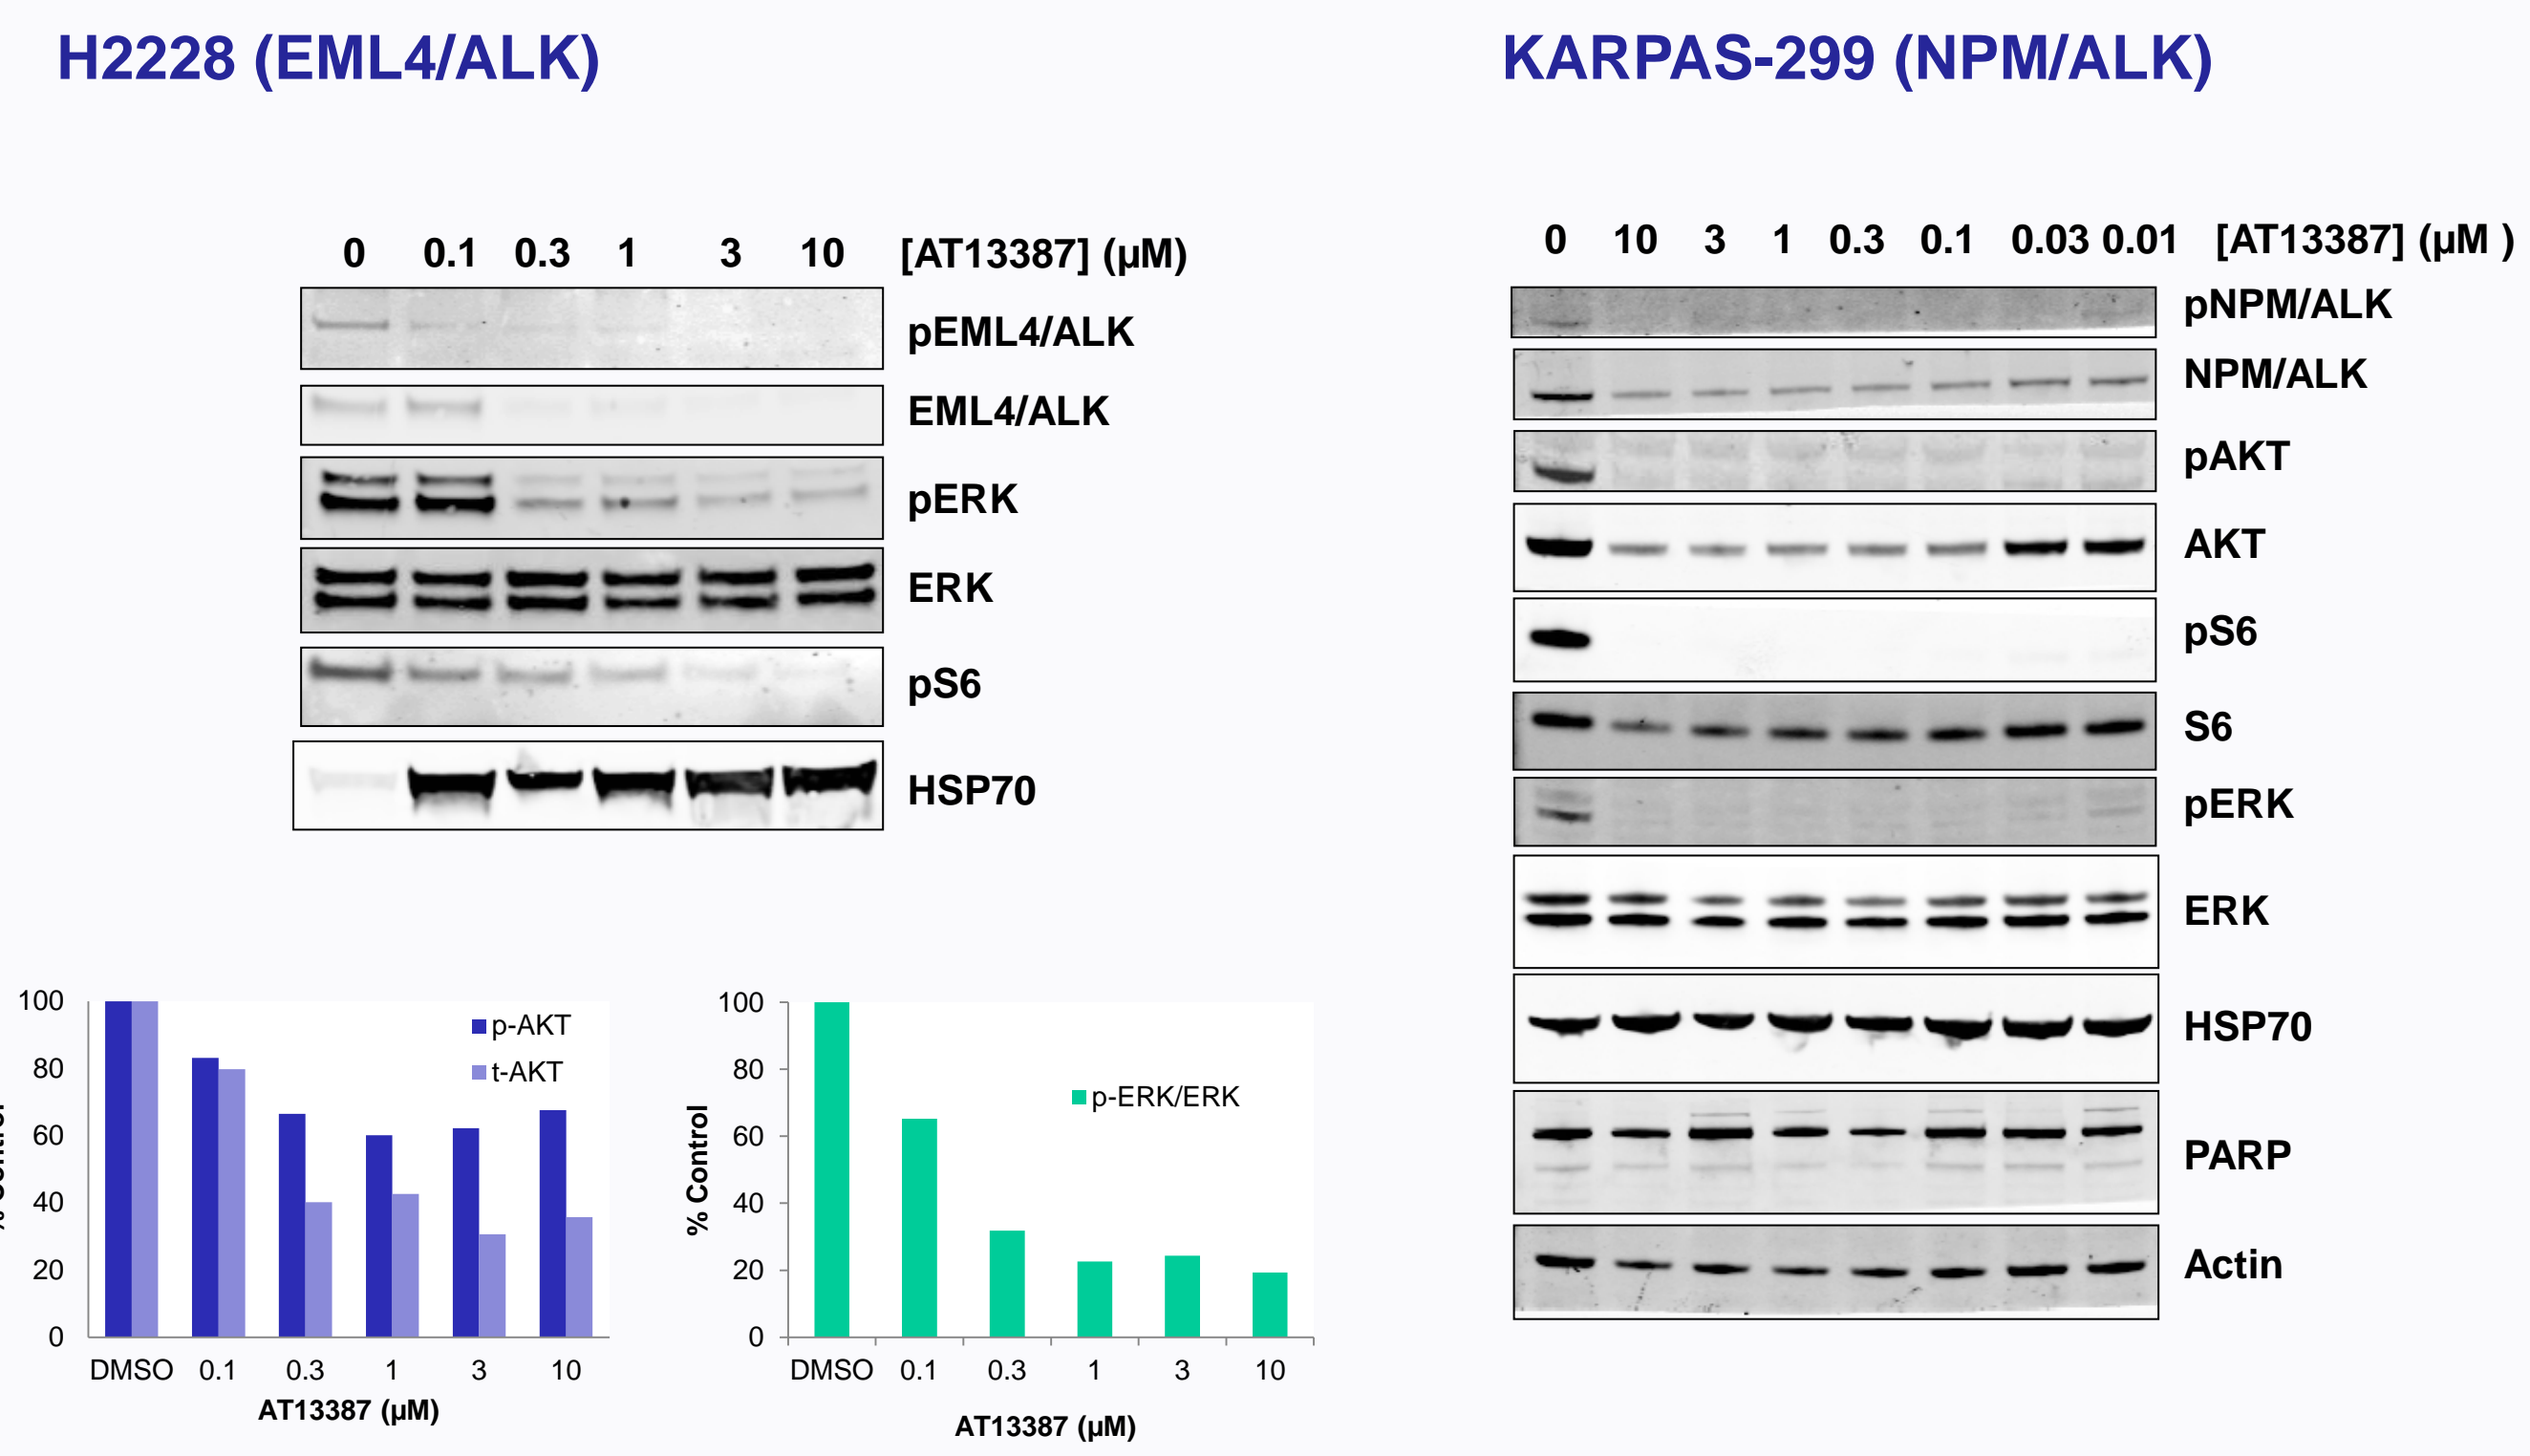 H2228 (EML4/ALK)
0 0.1 0.3 1 3 10 [AT13387] (µM)
pEML4/ALK
EML4/ALK
pERK
ERK
pS6
HSP70
100
80
60
40
20
0
p-AKT
t-AKT
DMSO 0.1 0.3 1 3 10
AT13387 (µM)
% Control
100
80
60
40
20
0
p-ERK/ERK
DMSO 0.1 0.3 1 3 10
AT13387 (µM)
KARPAS-299 (NPM/ALK)
0 10 3 1 0.3 0.1 0.03 0.01 [AT13387] (µM )
pNPM/ALK
NPM/ALK
pAKT
AKT
pS6
S6
pERK
ERK
HSP70
PARP
Actin